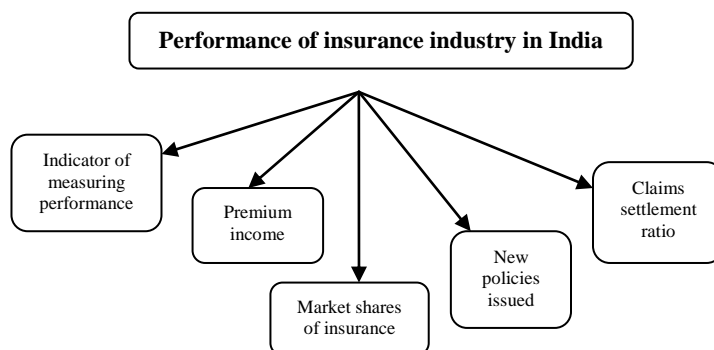 Performance of insurance industry in India
Indicator of
measuring
performance
Premium
income
Market shares
of insurance
New
policies
issued
Claims
settlement
ratio